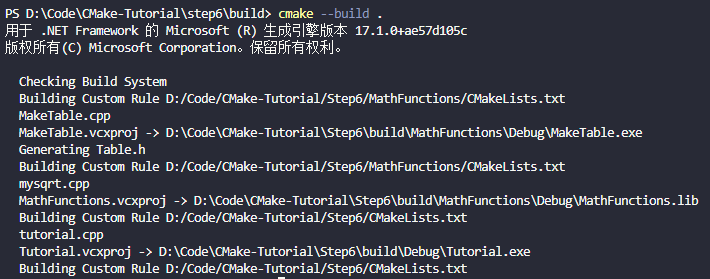 PS D:\Code\CMake-Tutorial\step6\build> cmake --build .
用于 .NET Framework 的 Microsoft (R) 生成引擎版本 17.1.0+ae57d105c
版权所有(C) Microsoft Corporation。保留所有权利。
Checking Build System
Building Custom Rule D:/Code/CMake-Tutorial/Step6/MathFunctions/CMakeLists.txt
MakeTable.cpp
MakeTable.vcxproj -> D:\Code\CMake-Tutorial\Step6\build\MathFunctions\Debug\MakeTable.exe
Generating Table.h
Building Custom Rule D:/Code/CMake-Tutorial/Step6/MathFunctions/CMakeLists.txt
mysqrt.cpp
MathFunctions.vcxproj -> D:\Code\CMake-Tutorial\Step6\build\MathFunctions\Debug\MathFunctions.lib
Building Custom Rule D:/Code/CMake-Tutorial/Step6/CMakeLists.txt
tutorial.cpp
Tutorial.vcxproj -> D:\Code\CMake-Tutorial\Step6\build\Debug\Tutorial.exe
Building Custom Rule D:/Code/CMake-Tutorial/Step6/CMakeLists.txt